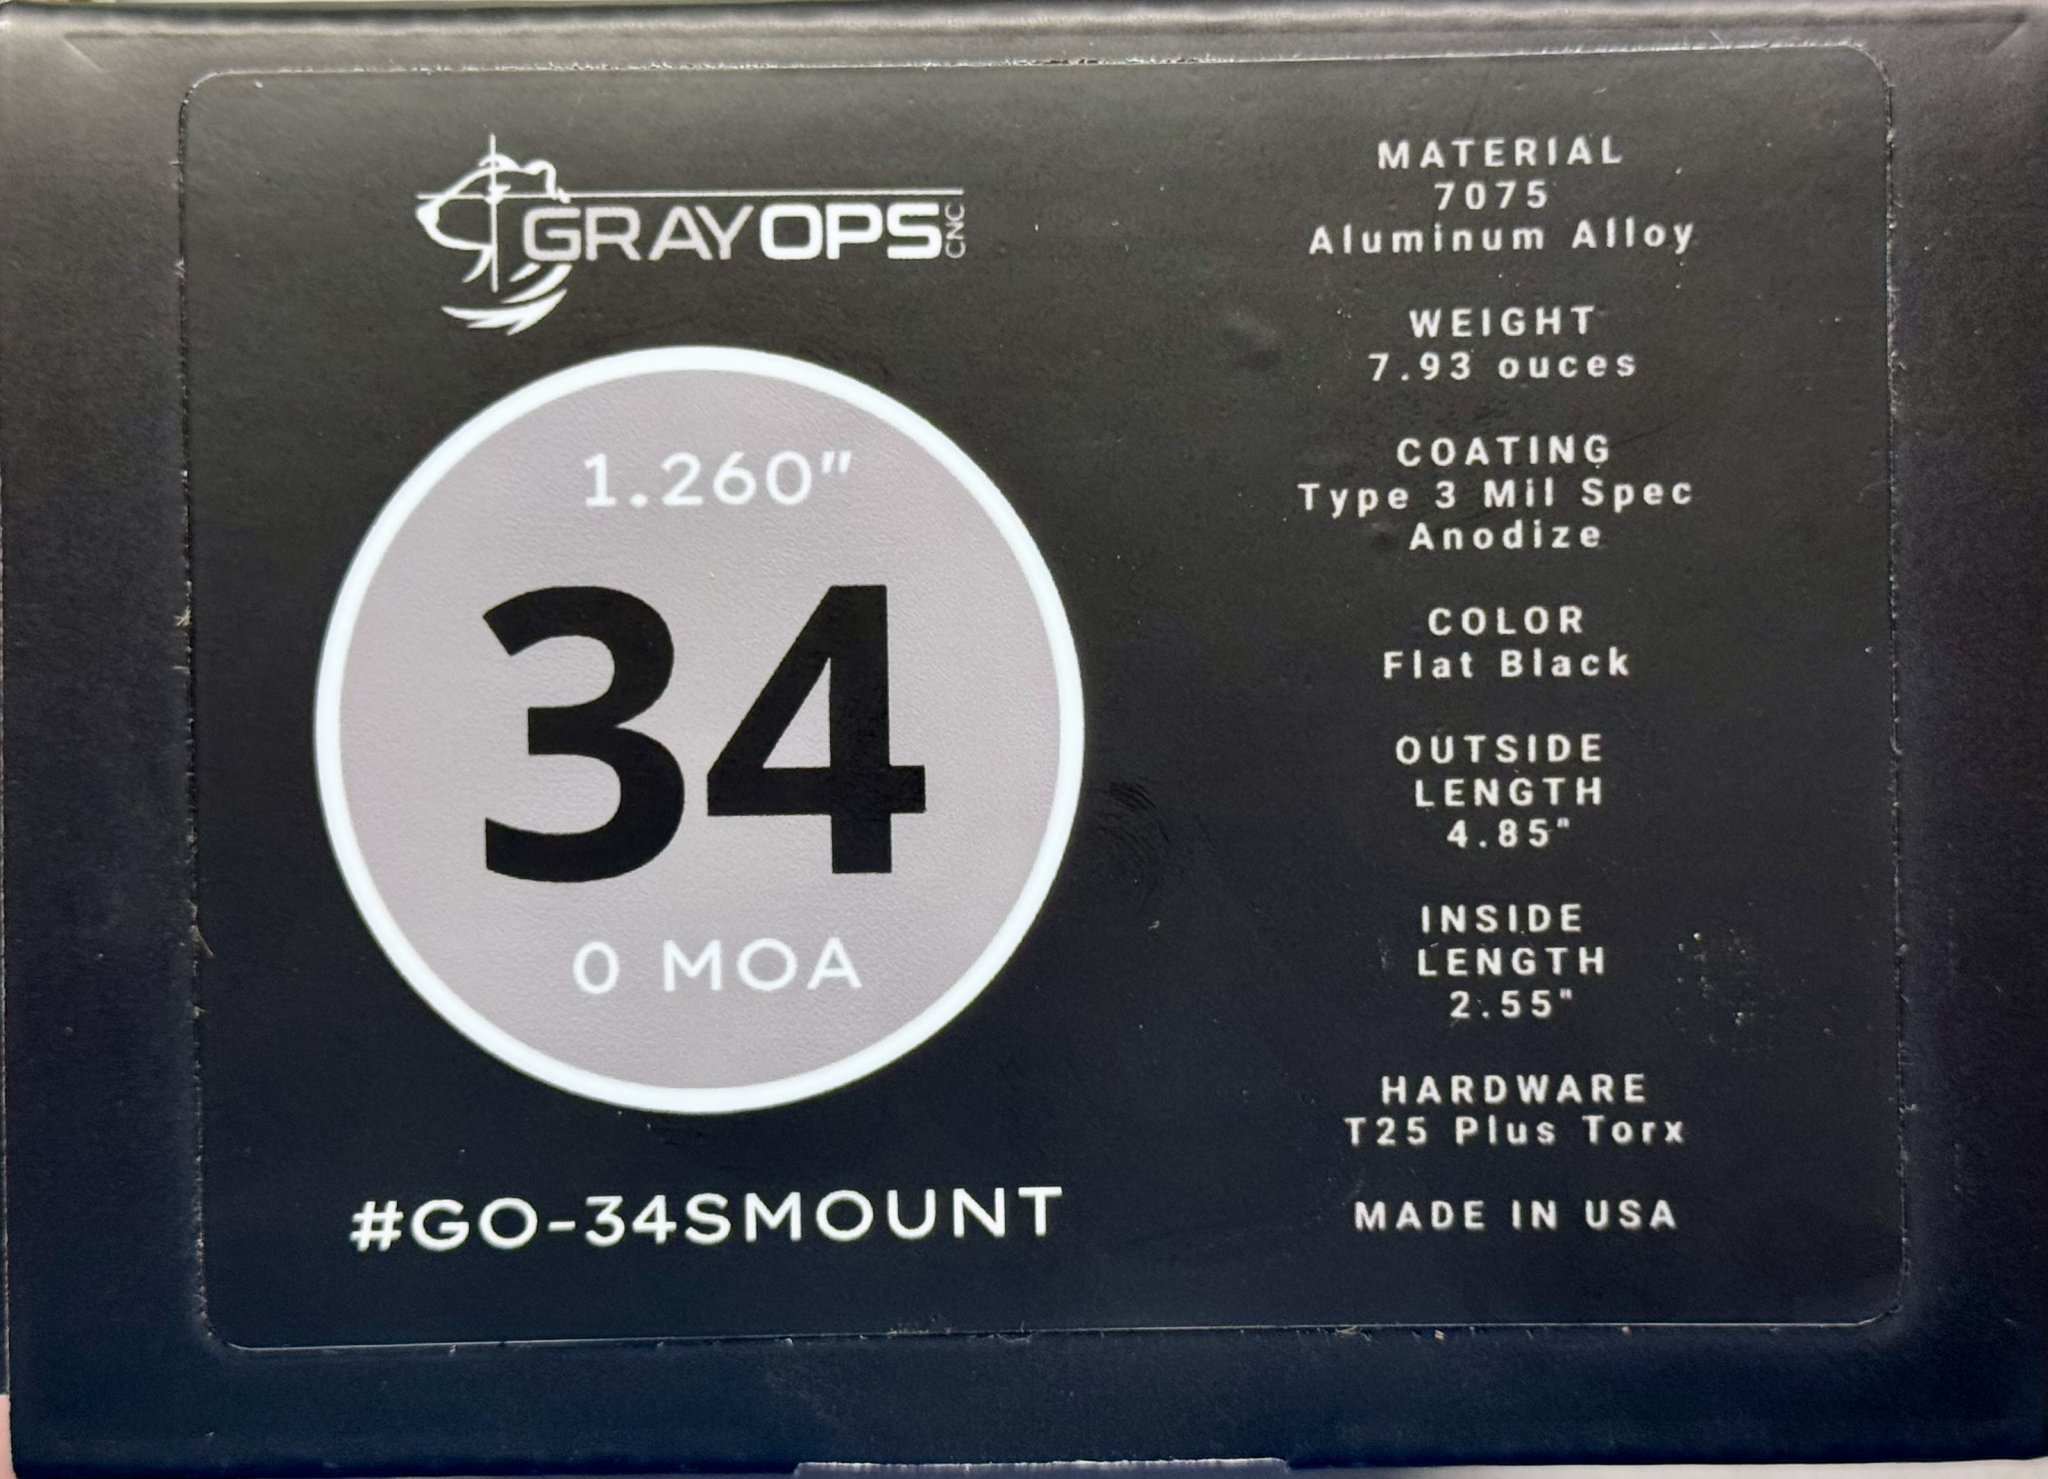 GRAYOPS CNC
1.260"
34
0 MOA
#GO-34SMOUNT
MATERIAL
7075
Aluminum Alloy
WEIGHT
7.93 ouces
COATING
Type 3 Mil Spec
Anodize
COLOR
Flat Black
OUTSIDE
LENGTH
4.85"
INSIDE
LENGTH
2.55"
HARDWARE
T25 Plus Torx
MADE IN USA